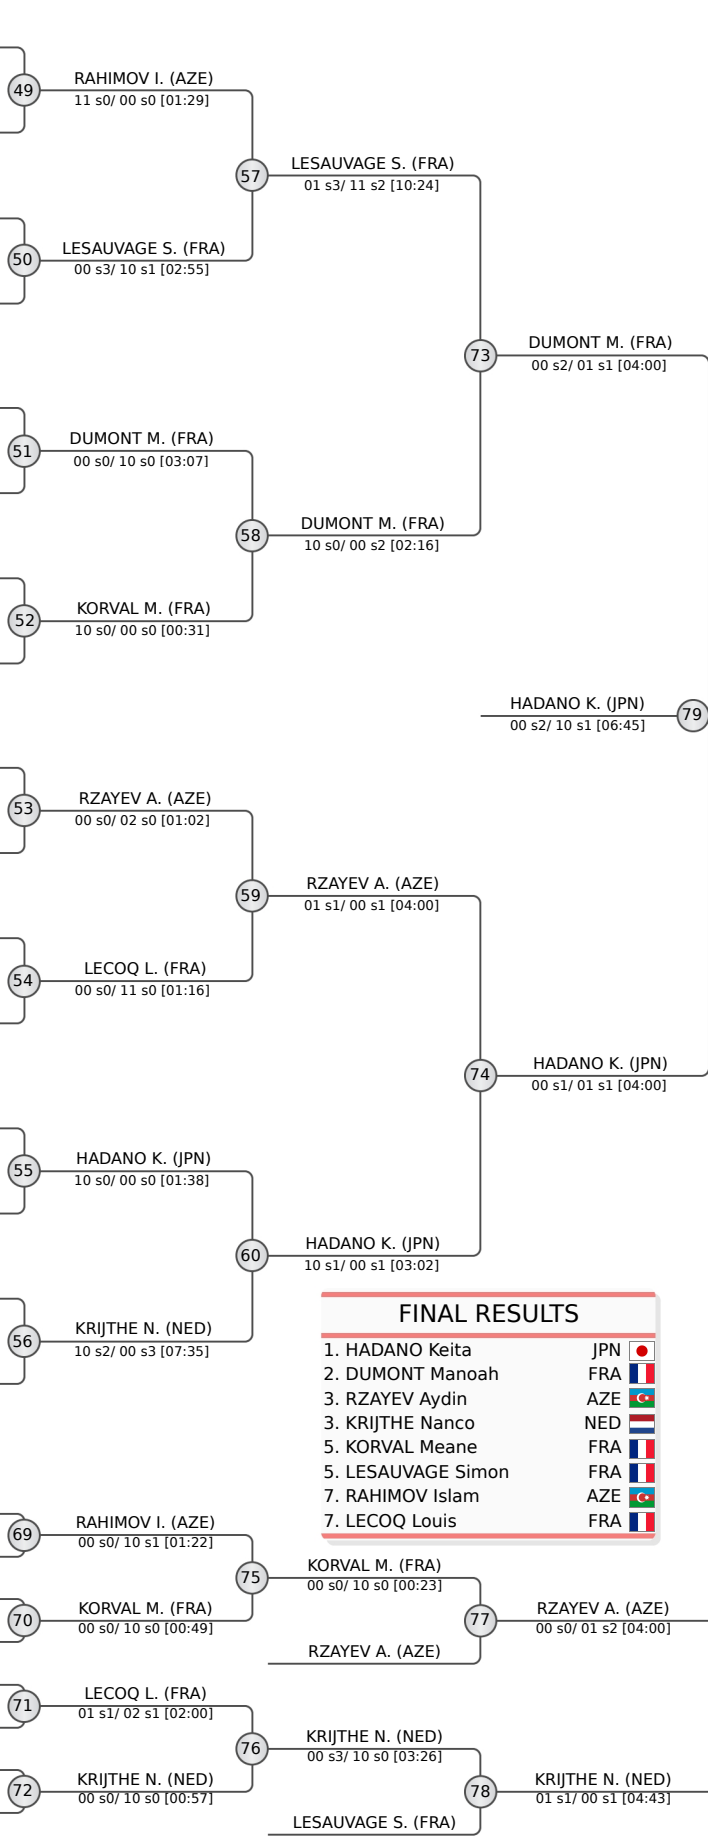 49
RAHIMOV I. (AZE)
11 s0/ 00 s0 [01:29]
57
LESAUVAGE S. (FRA)
01 s3/ 11 s2 [10:24]
50
LESAUVAGE S. (FRA)
00 s3/ 10 s1 [02:55]
73
DUMONT M. (FRA)
00 s2/ 01 s1 [04:00]
51
DUMONT M. (FRA)
00 s0/ 10 s0 [03:07]
58
DUMONT M. (FRA)
10 s0/ 00 s2 [02:16]
52
KORVAL M. (FRA)
10 s0/ 00 s0 [00:31]
HADANO K. (JPN)
00 s2/ 10 s1 [06:45]
79
53
RZAYEV A. (AZE)
00 s0/ 02 s0 [01:02]
59
RZAYEV A. (AZE)
01 s1/ 00 s1 [04:00]
54
LECOQ L. (FRA)
00 s0/ 11 s0 [01:16]
74
HADANO K. (JPN)
00 s1/ 01 s1 [04:00]
55
HADANO K. (JPN)
10 s0/ 00 s0 [01:38]
60
HADANO K. (JPN)
10 s1/ 00 s1 [03:02]
56
KRIJTHE N. (NED)
10 s2/ 00 s3 [07:35]
FINAL RESULTS
1. HADANO Keita JPN
2. DUMONT Manoah FRA
3. RZAYEV Aydin AZE
3. KRIJTHE Nanco NED
5. KORVAL Meane FRA
5. LESAUVAGE Simon FRA
7. RAHIMOV Islam AZE
7. LECOQ Louis FRA
69
RAHIMOV I. (AZE)
00 s0/ 10 s1 [01:22]
75
KORVAL M. (FRA)
00 s0/ 10 s0 [00:23]
70
KORVAL M. (FRA)
00 s0/ 10 s0 [00:49]
77
RZAYEV A. (AZE)
00 s0/ 01 s2 [04:00]
RZAYEV A. (AZE)
71
LECOQ L. (FRA)
01 s1/ 02 s1 [02:00]
76
KRIJTHE N. (NED)
00 s3/ 10 s0 [03:26]
72
KRIJTHE N. (NED)
00 s0/ 10 s0 [00:57]
78
KRIJTHE N. (NED)
01 s1/ 00 s1 [04:43]
LESAUVAGE S. (FRA)